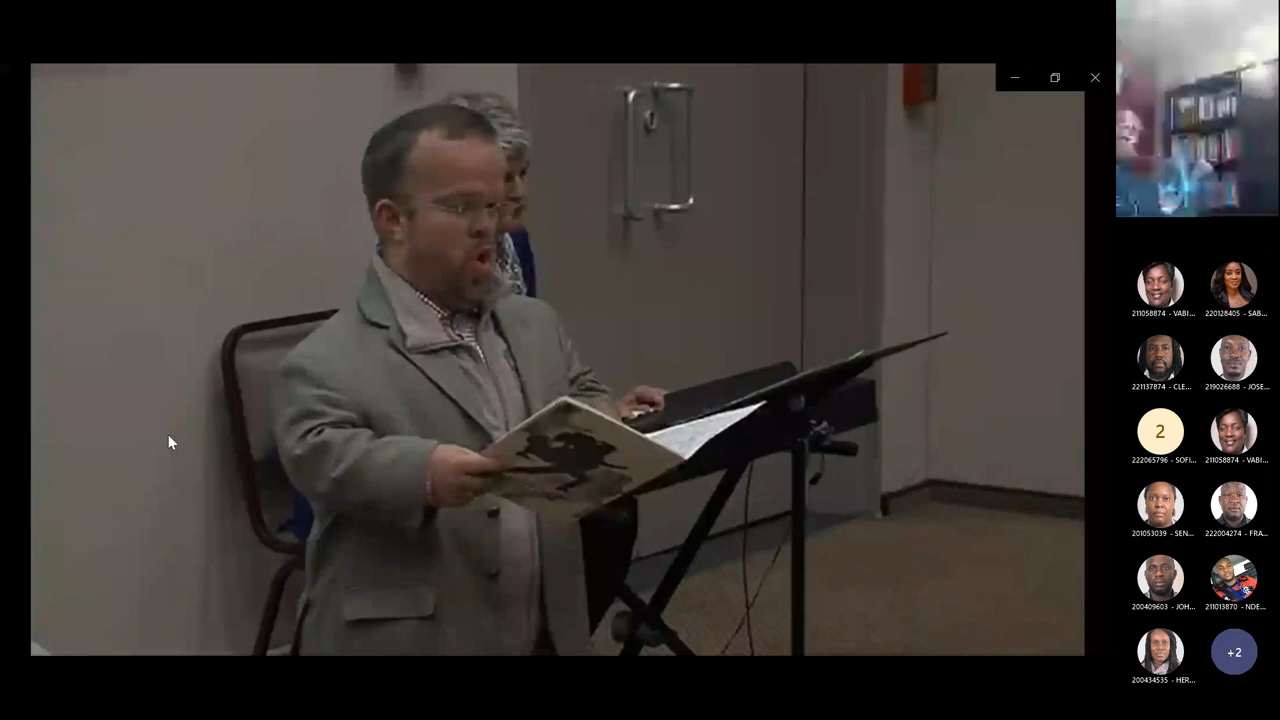 211058874 - VABI...
220128405 - SAB...
221137874 - CLE...
219026688 - JOSE...
2
222065796 - SOFI...
211058874 - VABI...
201053039 - SEN...
222004274 - FRA...
200409603 - JOH...
211013870 - NDE...
+2
200434535 - HER...